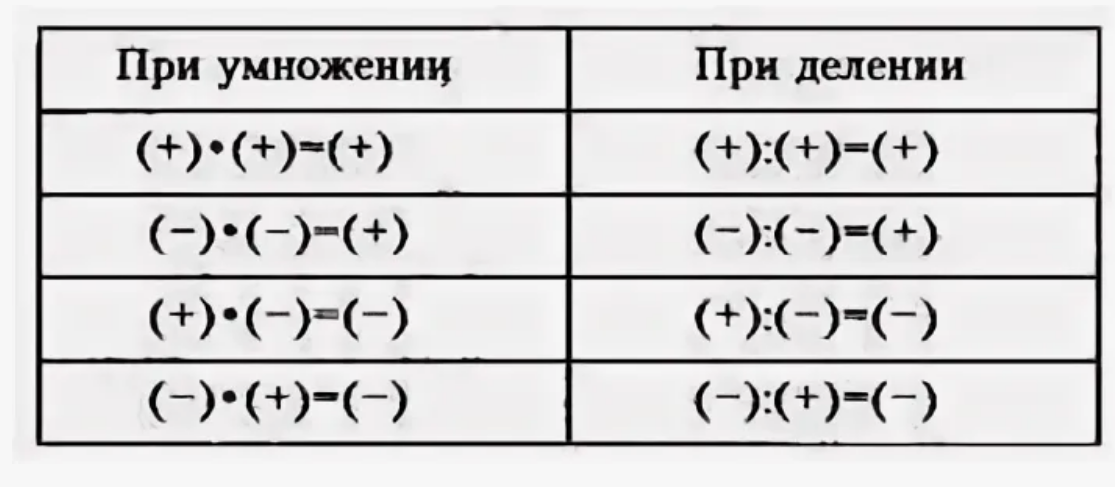 При умножении При делении
(+)•(+)=(+) (+):(+)=(+)
(−)•(−)=(+) (−):(−)=(+)
(+)•(−)=(−) (+):(−)=(−)
(−)•(+)=(−) (−):(+)=(−)